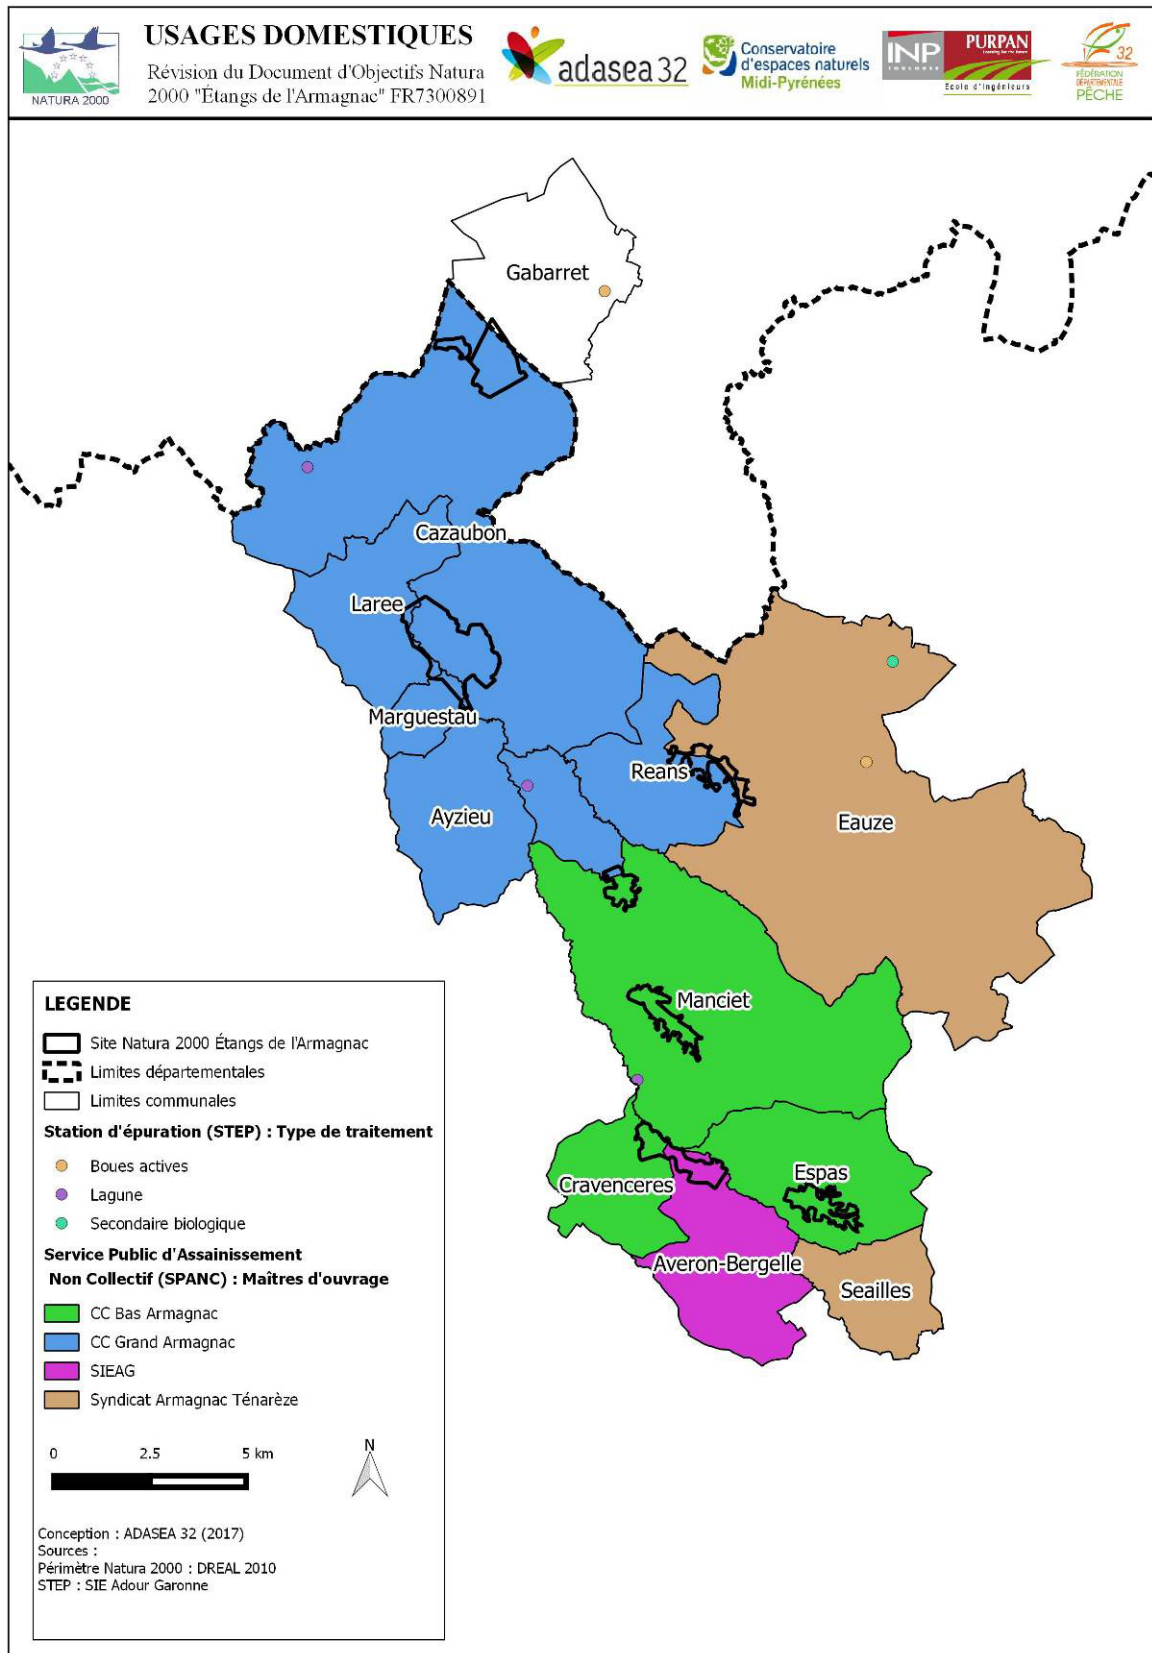 USAGES DOMESTIQUES
Révision du Document d'Objectifs Natura
2000 "Étangs de l'Armagnac" FR7300891
NATURA 2000
adasea 32
Conservatoire
d'espaces naturels
Midi-Pyrénées
INP
TOULOUSE
PURPAN
Ecole d'Ingénieurs
32
FÉDÉRATION
DÉPARTEMENTALE
PÊCHE
Gabarret
Cazaubon
Laree
Marguestau
Reans
Ayzieu
Eauze
Manciet
Espas
Cravenceres
Averon-Bergelle
Seailles
LEGENDE
Site Natura 2000 Étangs de l'Armagnac
Limites départementales
Limites communales
Station d'épuration (STEP) : Type de traitement
Boues actives
Lagune
Secondaire biologique
Service Public d'Assainissement
Non Collectif (SPANC) : Maîtres d'ouvrage
CC Bas Armagnac
CC Grand Armagnac
SIEAG
Syndicat Armagnac Ténarèze
0 2.5 5 km
N
Conception : ADASEA 32 (2017)
Sources :
Périmètre Natura 2000 : DREAL 2010
STEP : SIE Adour Garonne